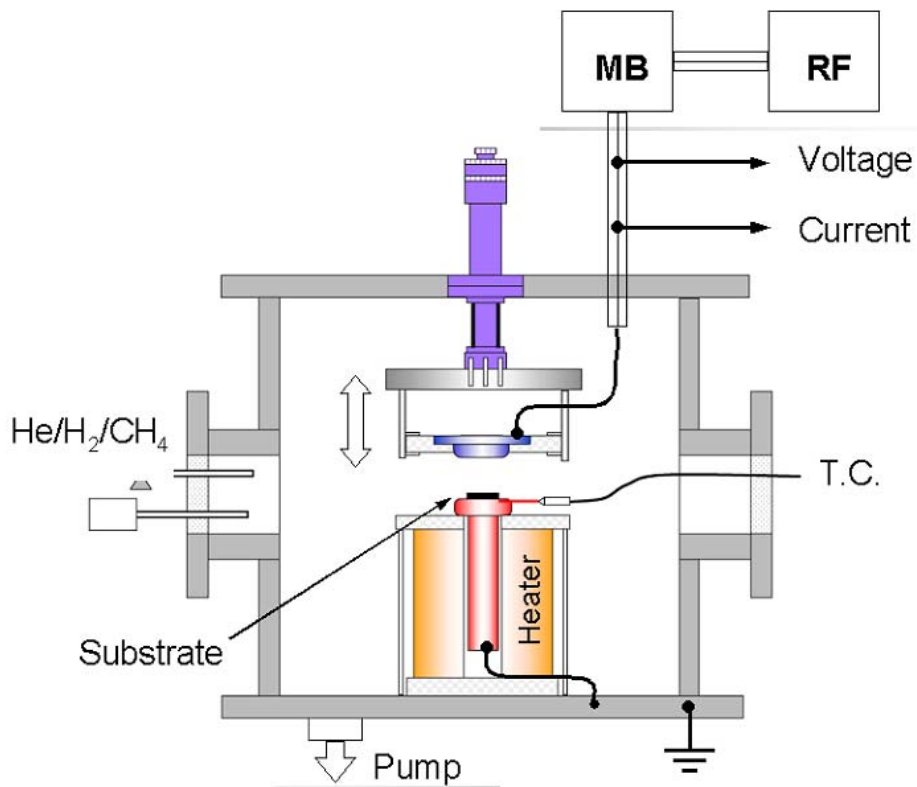 MB
RF
Voltage
Current
He/H₂/CH₄
T.C.
Heater
Substrate
Pump